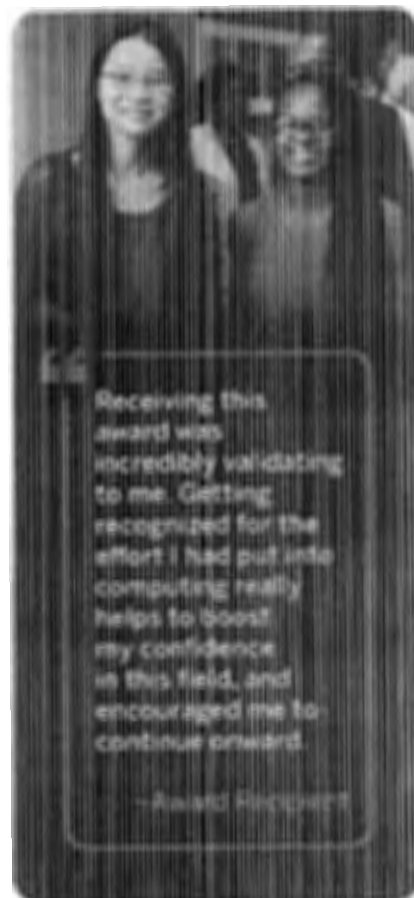 Receiving this
award was
incredibly validating
to me. Getting
recognized for the
effort I had put into
computing really
helps to boost
my confidence
in this field, and
encouraged me to
continue onward.
–Award Recipient